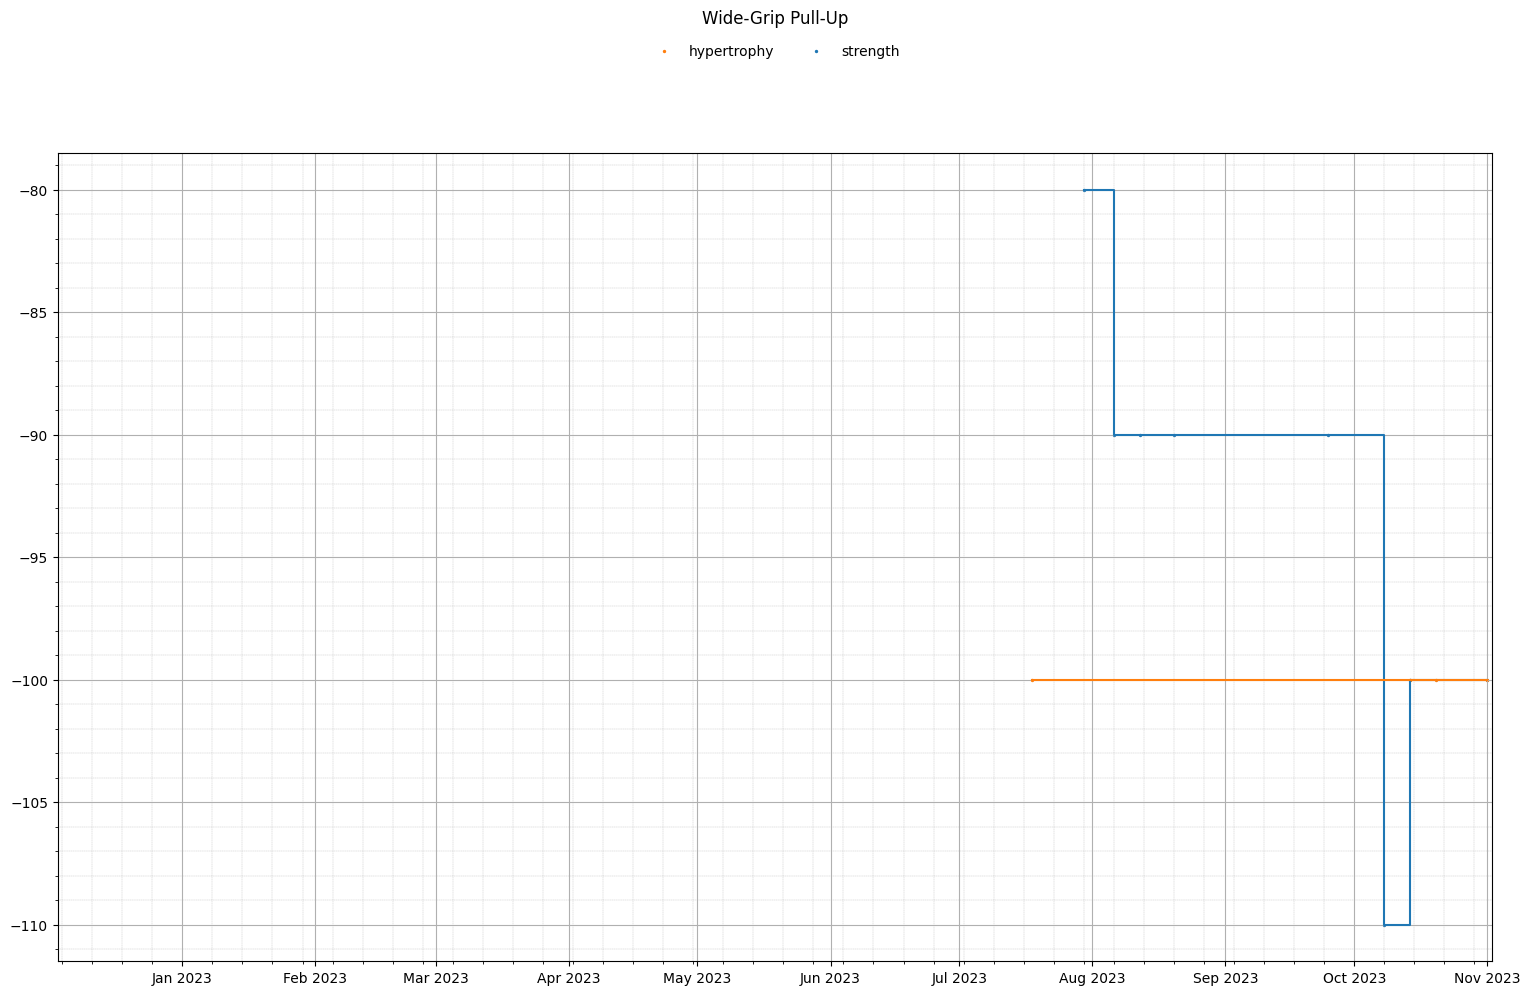 Wide-Grip Pull-Up
hypertrophy strength
−80
−85
−90
−95
−100
−105
−110
Jan 2023 Feb 2023 Mar 2023 Apr 2023 May 2023 Jun 2023 Jul 2023 Aug 2023 Sep 2023 Oct 2023 Nov 2023